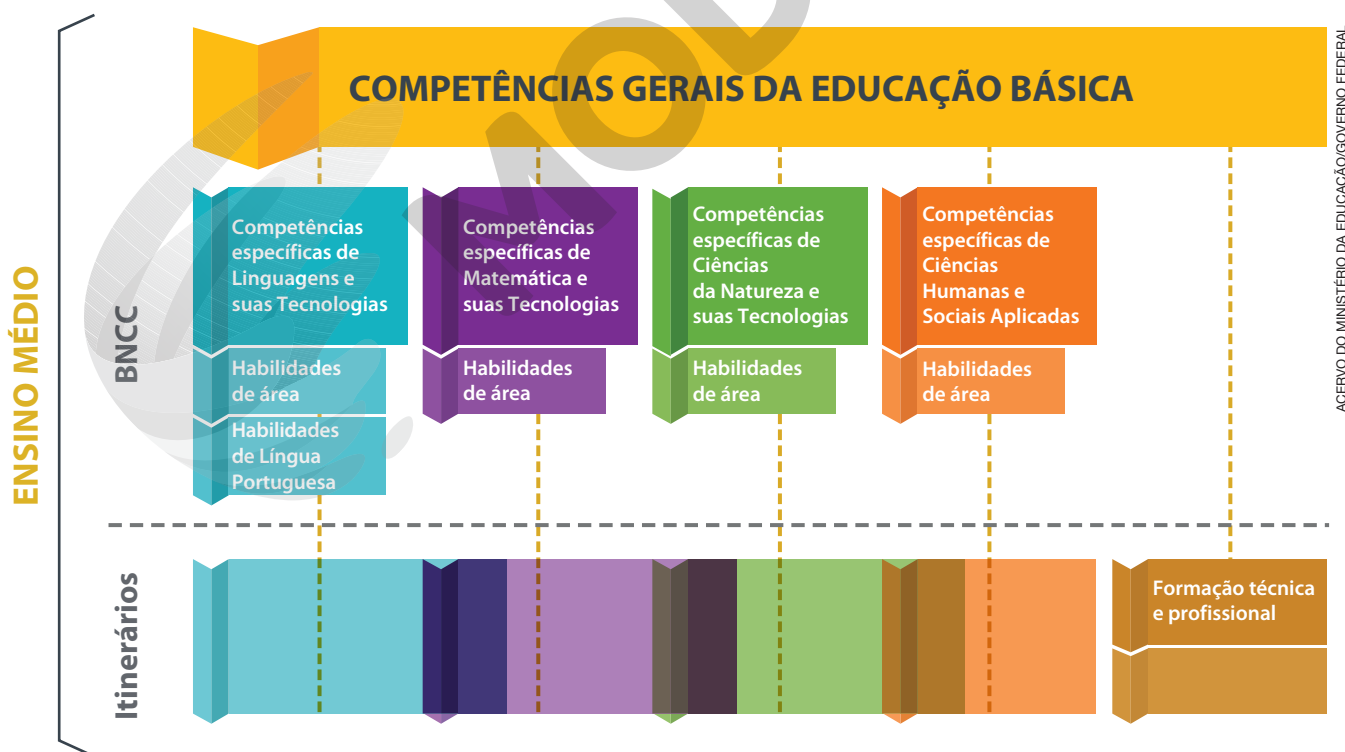 COMPETÊNCIAS GERAIS DA EDUCAÇÃO BÁSICA
ENSINO MÉDIO
BNCC
Competências
específicas de
Linguagens e
suas Tecnologias
Habilidades
de área
Habilidades
de Língua
Portuguesa
Competências
específicas de
Matemática e
suas Tecnologias
Habilidades
de área
Competências
específicas de
Ciências
da Natureza e
suas Tecnologias
Habilidades
de área
Competências
específicas de
Ciências
Humanas e
Sociais Aplicadas
Habilidades
de área
Itinerários
Formação técnica
e profissional
ACERVO DO MINISTÉRIO DA EDUCAÇÃO/GOVERNO FEDERAL